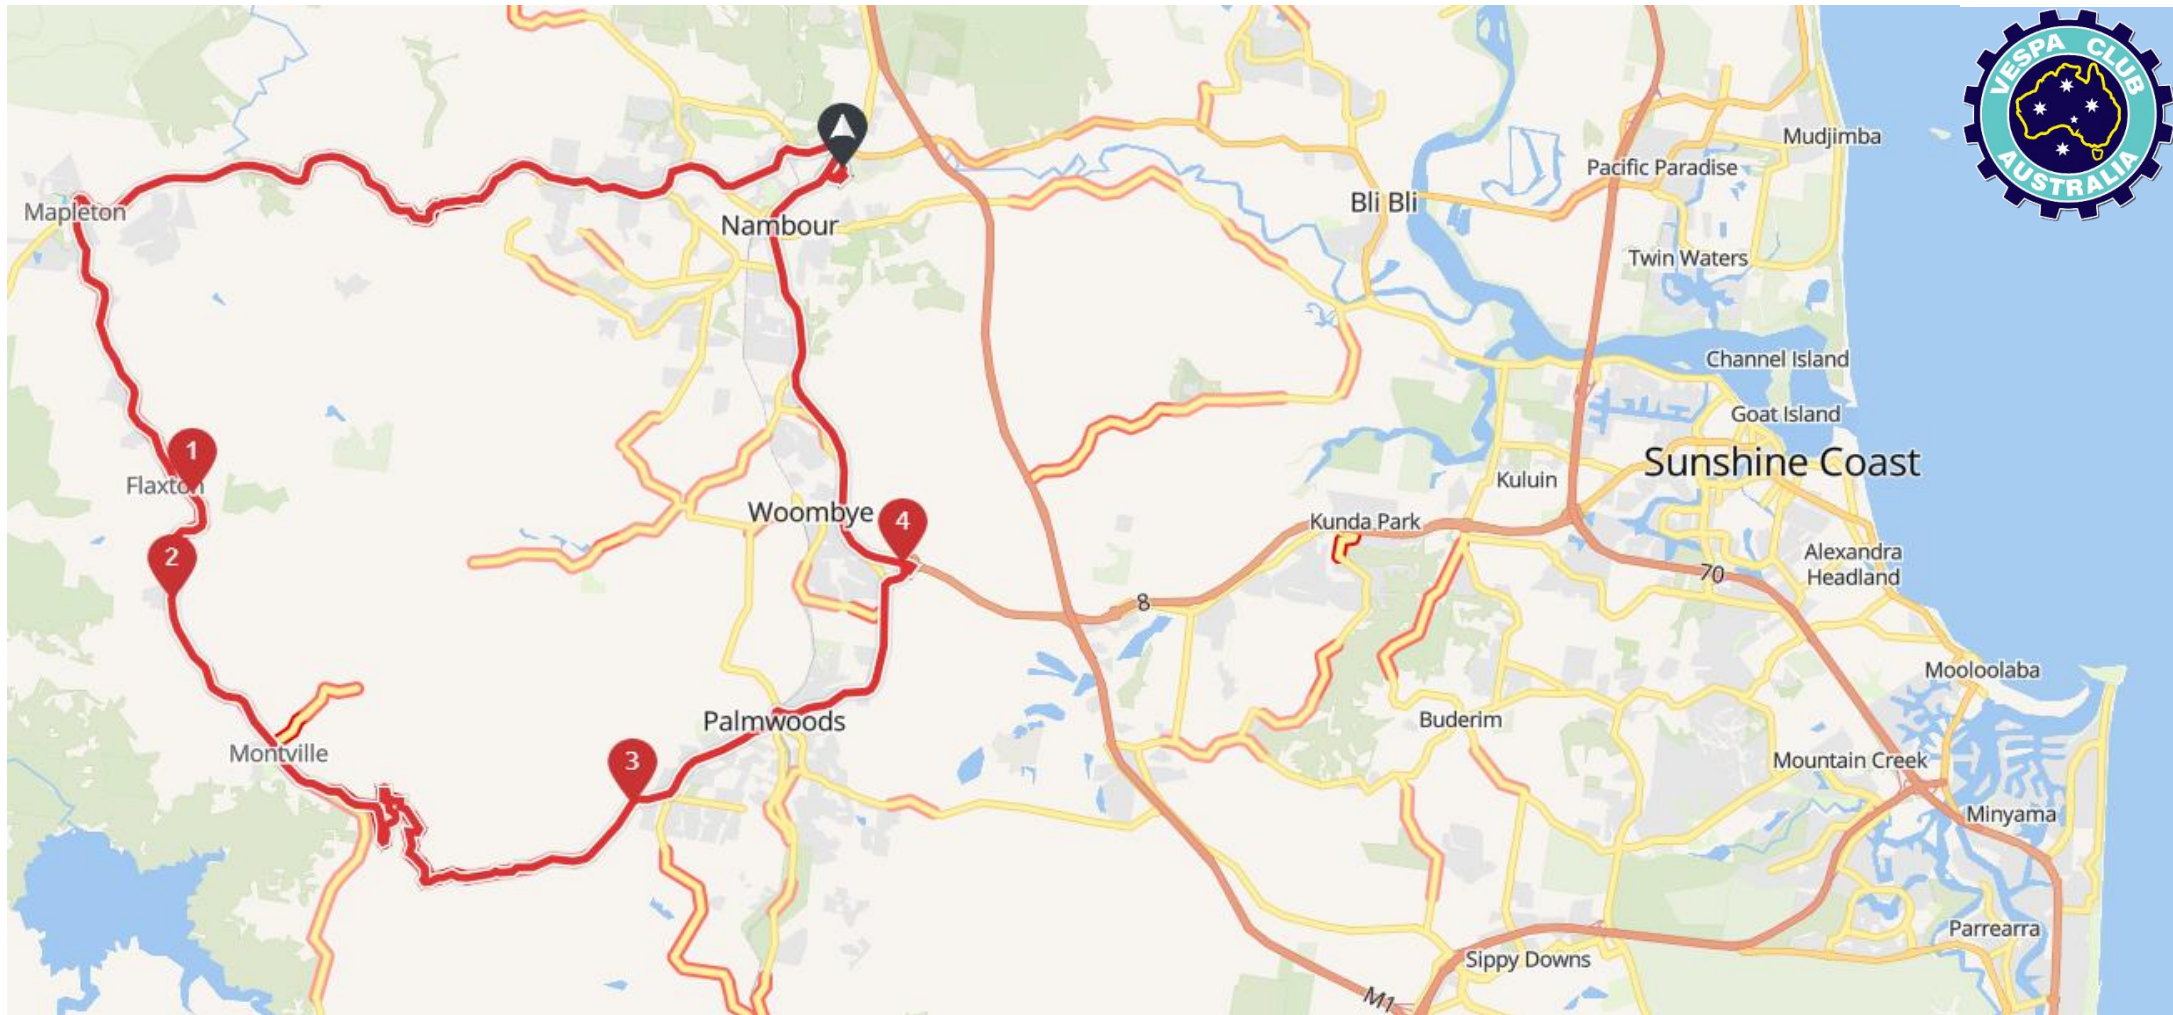 VESPA CLUB
AUSTRALIA
Mudjimba
Pacific Paradise
Mapleton
Nambour
Bli Bli
Twin Waters
Channel Island
Goat Island
1
Flaxton
Sunshine Coast
Kuluin
Woombye
4
Kunda Park
2
Alexandra
Headland
70
8
Mooloolaba
Palmwoods
Buderim
Montville
3
Mountain Creek
Minyama
Parrearra
Sippy Downs
M1